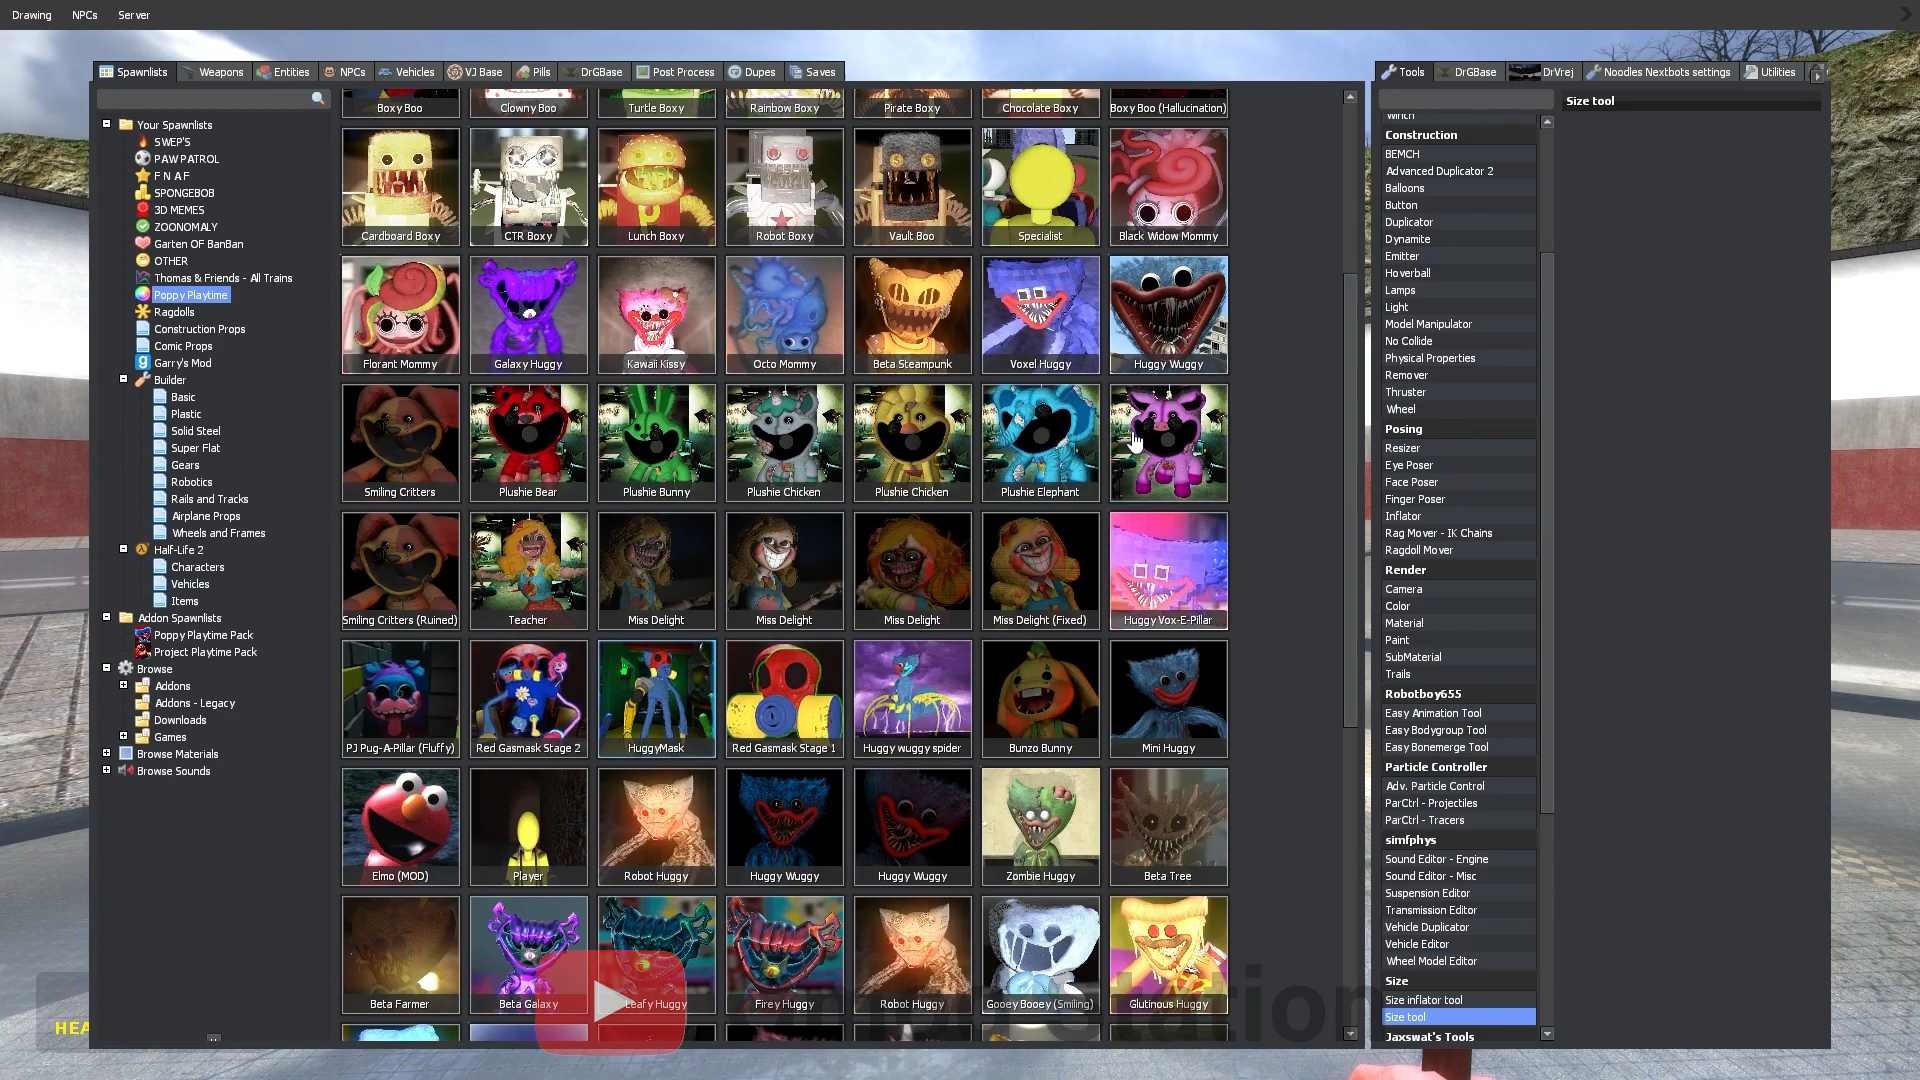 Drawing NPCs Server
Spawnlists Weapons Entities NPCs Vehicles VJ Base Pills DrGBase Post Process Dupes Saves
Your Spawnlists
SWEP'S
PAW PATROL
F N A F
SPONGEBOB
3D MEMES
ZOONOMALY
Garten OF BanBan
OTHER
Thomas & Friends - All Trains
Poppy Playtime
Ragdolls
Construction Props
Comic Props
Garry's Mod
Builder
Basic
Plastic
Solid Steel
Super Flat
Gears
Robotics
Rails and Tracks
Airplane Props
Wheels and Frames
Half-Life 2
Characters
Vehicles
Items
Addon Spawnlists
Poppy Playtime Pack
Project Playtime Pack
Browse
Addons
Addons - Legacy
Downloads
Games
Browse Materials
Browse Sounds
HEA
Boxy Boo Clowny Boo Turtle Boxy Rainbow Boxy Pirate Boxy Chocolate Boxy Boxy Boo (Hallucination)
Cardboard Boxy CTR Boxy Lunch Boxy Robot Boxy Vault Boo Specialist Black Widow Mommy
Florant Mommy Galaxy Huggy Kawaii Kissy Octo Mommy Beta Steampunk Voxel Huggy Huggy Wuggy
Smiling Critters Plushie Bear Plushie Bunny Plushie Chicken Plushie Chicken Plushie Elephant
Smiling Critters (Ruined) Teacher Miss Delight Miss Delight Miss Delight Miss Delight (Fixed) Huggy Vox-E-Pillar
PJ Pug-A-Pillar (Fluffy) Red Gasmask Stage 2 HuggyMask Red Gasmask Stage 1 Huggy wuggy spider Bunzo Bunny Mini Huggy
Elmo (MOD) Player Robot Huggy Huggy Wuggy Huggy Wuggy Zombie Huggy Beta Tree
Beta Farmer Beta Galaxy Leafy Huggy Firey Huggy Robot Huggy Gooey Booey (Smiling) Glutinous Huggy
Tools DrGBase DrVrej Noodles Nextbots settings Utilities
Size tool
Winch
Construction
BEMCH
Advanced Duplicator 2
Balloons
Button
Duplicator
Dynamite
Emitter
Hoverball
Lamps
Light
Model Manipulator
No Collide
Physical Properties
Remover
Thruster
Wheel
Posing
Resizer
Eye Poser
Face Poser
Finger Poser
Inflator
Rag Mover - IK Chains
Ragdoll Mover
Render
Camera
Color
Material
Paint
SubMaterial
Trails
Robotboy655
Easy Animation Tool
Easy Bodygroup Tool
Easy Bonemerge Tool
Particle Controller
Adv. Particle Control
ParCtrl - Projectiles
ParCtrl - Tracers
simfphys
Sound Editor - Engine
Sound Editor - Misc
Suspension Editor
Transmission Editor
Vehicle Duplicator
Vehicle Editor
Wheel Model Editor
Size
Size inflator tool
Size tool
Jaxswat's Tools